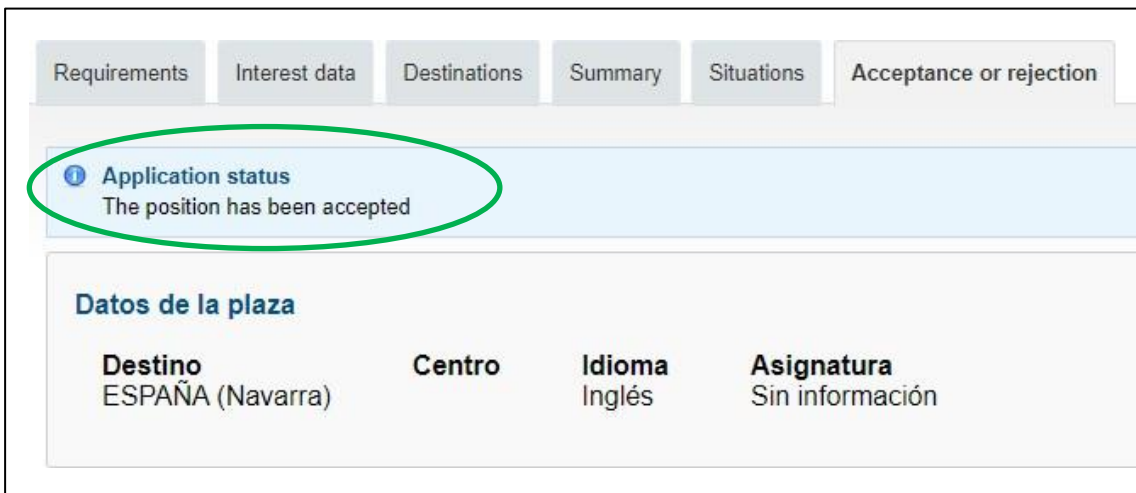 Requirements Interest data Destinations Summary Situations Acceptance or rejection
Application status
The position has been accepted
Datos de la plaza
Destino Centro Idioma Asignatura
ESPAÑA (Navarra) Inglés Sin información